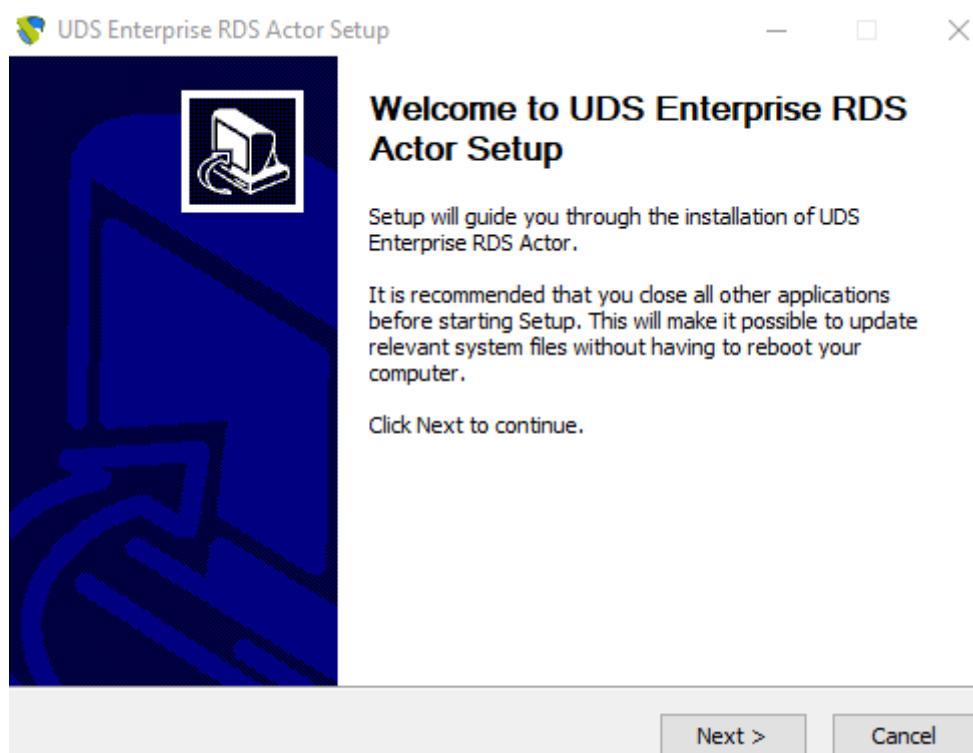 UDS Enterprise RDS Actor Setup
Welcome to UDS Enterprise RDS
Actor Setup
Setup will guide you through the installation of UDS
Enterprise RDS Actor.
It is recommended that you close all other applications
before starting Setup. This will make it possible to update
relevant system files without having to reboot your
computer.
Click Next to continue.
Next >
Cancel